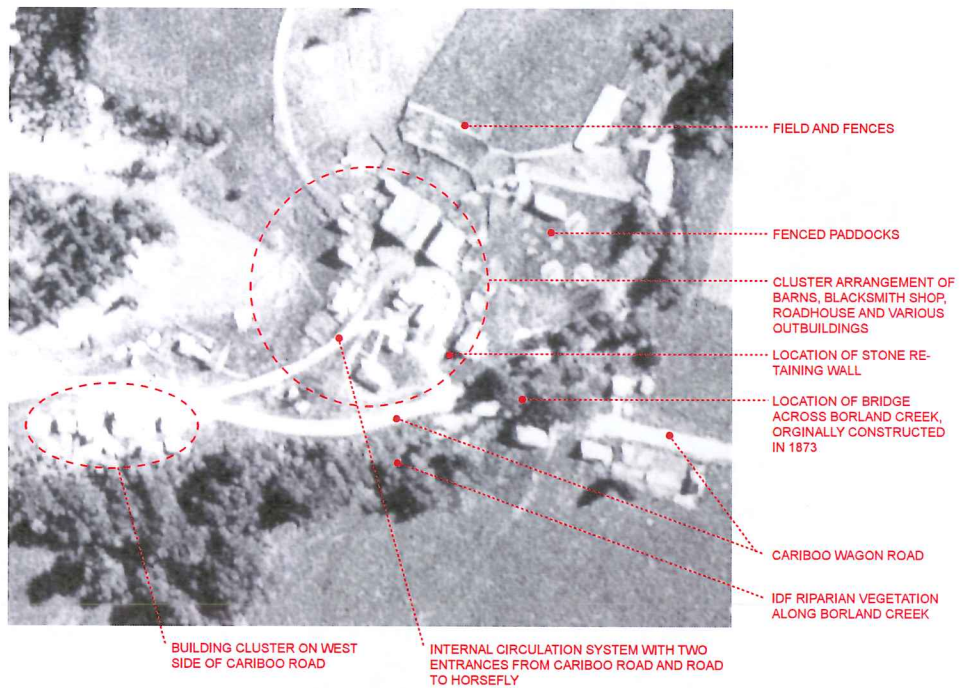 FIELD AND FENCES
FENCED PADDOCKS
CLUSTER ARRANGEMENT OF
BARNS, BLACKSMITH SHOP,
ROADHOUSE AND VARIOUS
OUTBUILDINGS
LOCATION OF STONE RE-
TAINING WALL
LOCATION OF BRIDGE
ACROSS BORLAND CREEK,
ORGINALLY CONSTRUCTED
IN 1873
CARIBOO WAGON ROAD
IDF RIPARIAN VEGETATION
ALONG BORLAND CREEK
BUILDING CLUSTER ON WEST
SIDE OF CARIBOO ROAD
INTERNAL CIRCULATION SYSTEM WITH TWO
ENTRANCES FROM CARIBOO ROAD AND ROAD
TO HORSEFLY